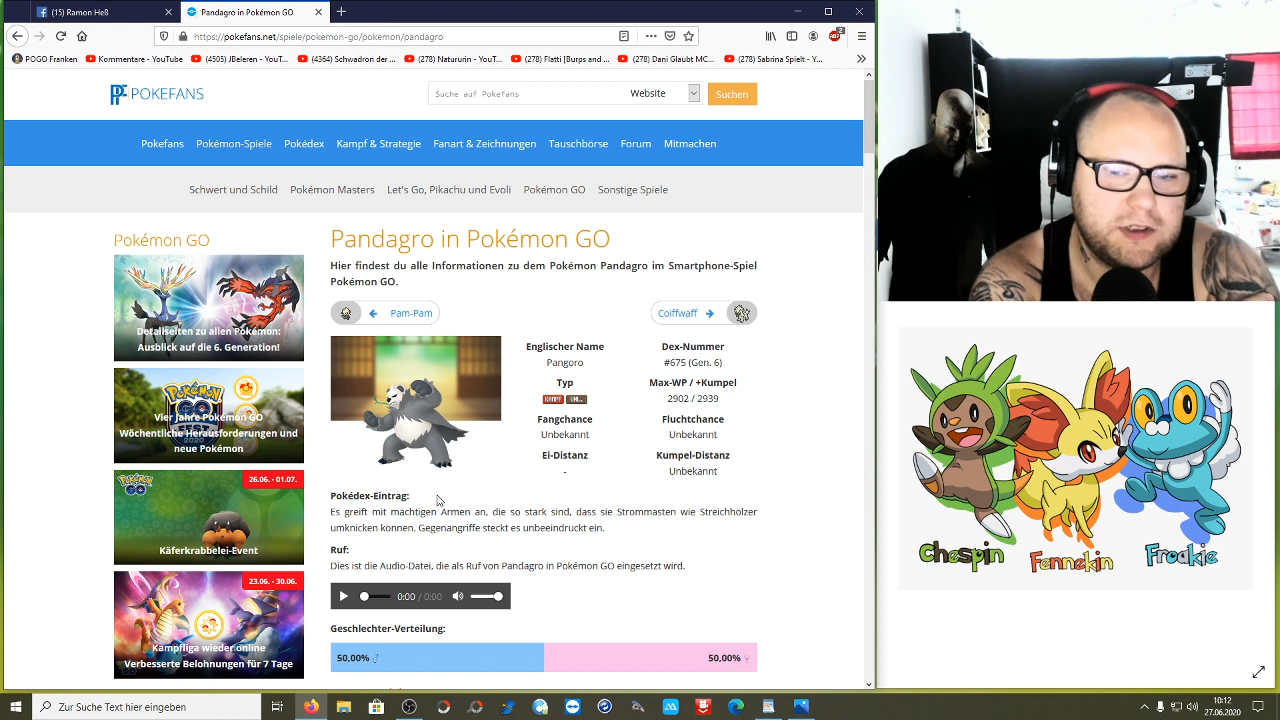 (15) Ramon Heß
Pandagro in Pokémon GO
https://pokefans.net/spiele/pokemon-go/pokemon/pandagro
POGO Franken
Kommentare - YouTube
(4505) JBeleren - YouT...
(4364) Schwadron der ...
(278) Natururin - YouT...
(278) Flatti [Burps and ...
(278) Dani Glaubt MC...
(278) Sabrina Spielt - Y...
POKEFANS
Suche auf Pokefans
Website
Suchen
Pokefans
Pokémon-Spiele
Pokédex
Kampf & Strategie
Fanart & Zeichnungen
Tauschbörse
Forum
Mitmachen
Schwert und Schild
Pokémon Masters
Let's Go, Pikachu und Evoli
Pokémon GO
Sonstige Spiele
Pokémon GO
Detailseiten zu allen Pokémon:
Ausblick auf die 6. Generation!
Vier Jahre Pokémon GO
Wöchentliche Herausforderungen und
neue Pokémon
26.06. - 01.07.
Käferkrabbelei-Event
23.06. - 30.06.
Kampfliga wieder online
Verbesserte Belohnungen für 7 Tage
Pandagro in Pokémon GO
Hier findest du alle Informationen zu dem Pokémon Pandagro im Smartphone-Spiel
Pokémon GO.
Pam-Pam
Coiffwaff
Englischer Name
Pangoro
Dex-Nummer
#675 (Gen. 6)
Typ
KAMPF UNL.
Max-WP / +Kumpel
2902 / 2939
Fangchance
Unbekannt
Fluchtchance
Unbekannt
Ei-Distanz
-
Kumpel-Distanz
Unbekannt
Pokédex-Eintrag:
Es greift mit mächtigen Armen an, die so stark sind, dass sie Strommasten wie Streichhölzer
umknicken können. Gegenangriffe steckt es unbeeindruckt ein.
Ruf:
Dies ist die Audio-Datei, die als Ruf von Pandagro in Pokémon GO eingesetzt wird.
0:00 / 0:00
Geschlechter-Verteilung:
50,00%
50,00%
Chespin
Fennekin
Froakie
Zur Suche Text hier eingeben
10:12
27.06.2020